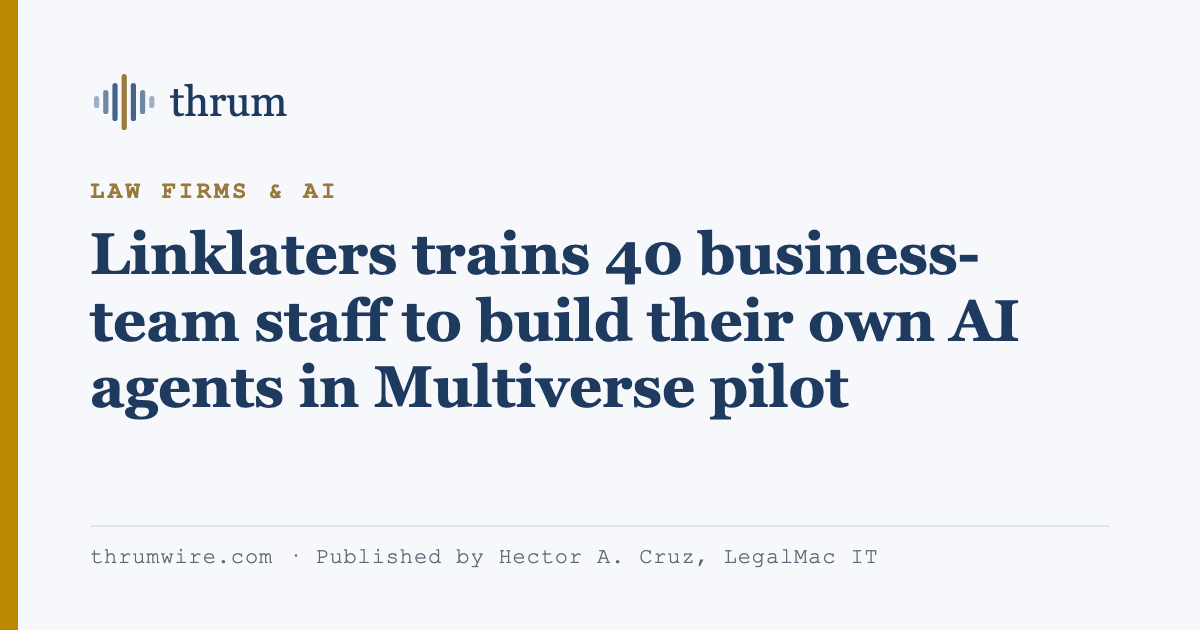 thrum
LAW FIRMS & AI
Linklaters trains 40 business-
team staff to build their own AI
agents in Multiverse pilot
thrumwire.com · Published by Hector A. Cruz, LegalMac IT